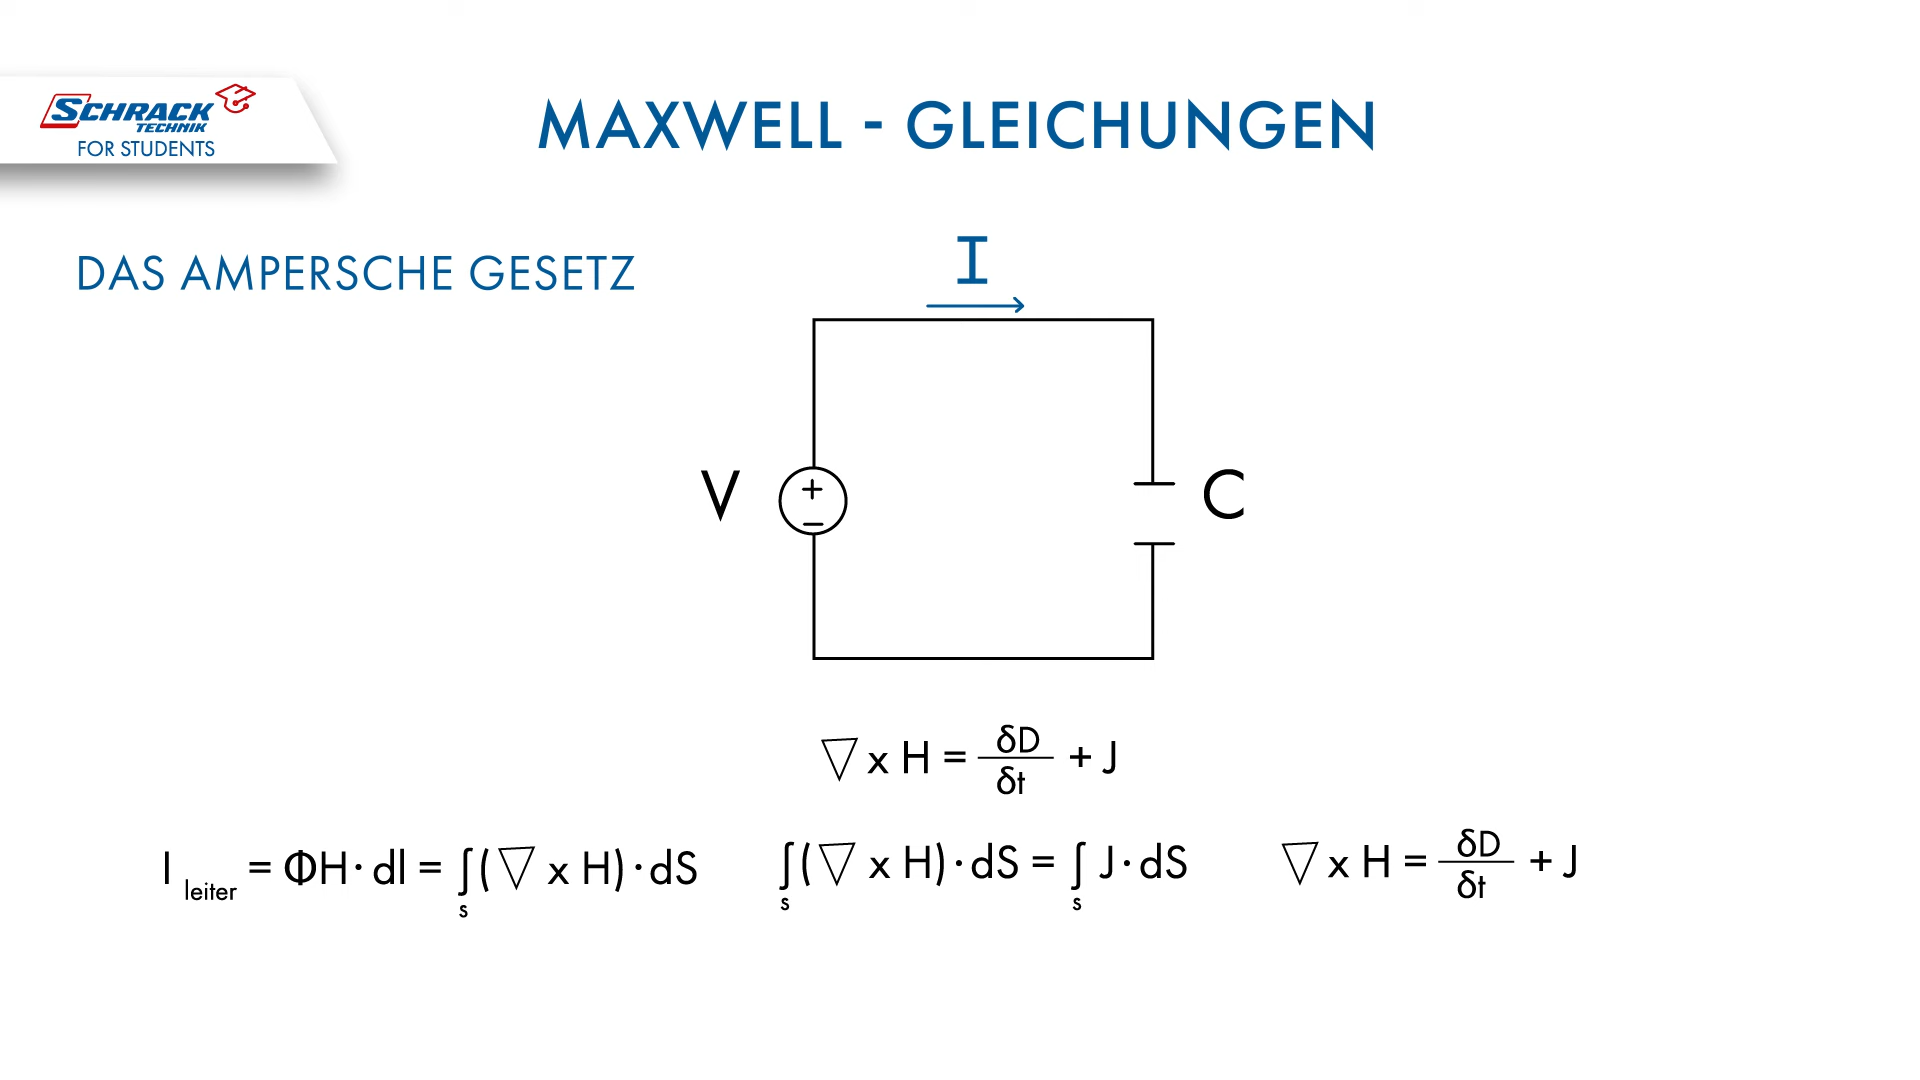 SCHRACK
TECHNIK
FOR STUDENTS
MAXWELL - GLEICHUNGEN
DAS AMPERSCHE GESETZ
I
V
+
−
C
▽ x H = δD/δt + J
I leiter = ΦH · dl = ∫s (▽ x H) · dS
∫s (▽ x H) · dS = ∫s J · dS
▽ x H = δD/δt + J